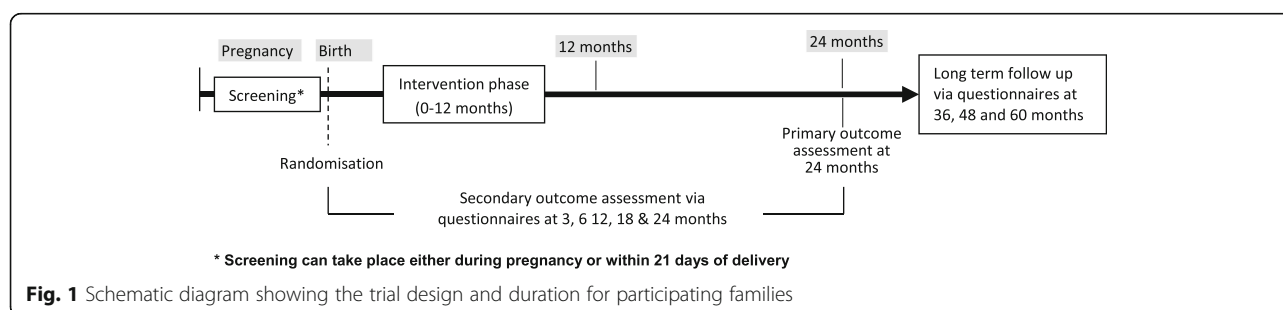 Pregnancy
Birth
12 months
24 months
Screening*
Intervention phase
(0-12 months)
Long term follow up
via questionnaires at
36, 48 and 60 months
Randomisation
Primary outcome
assessment at
24 months
Secondary outcome assessment via
questionnaires at 3, 6 12, 18 & 24 months
* Screening can take place either during pregnancy or within 21 days of delivery
Fig. 1 Schematic diagram showing the trial design and duration for participating families